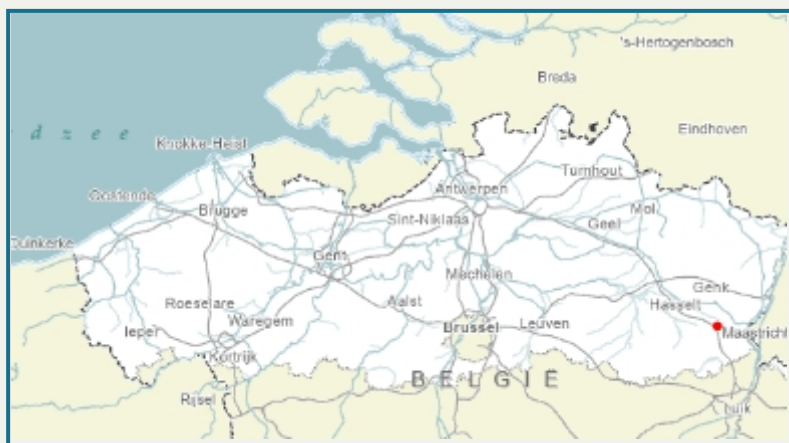 's-Hertogenbosch
Breda
Eindhoven
d z e e
Knokke-Heist
Turnhout
Antwerpen
Oostende
Brugge
Mol
Sint-Niklaas
Geel
Duinkerke
Gent
Mechelen
Genk
Roeselare
Aalst
Hasselt
Waregem
Brussel
Leuven
Ieper
Maastricht
Kortrijk
BELGIË
Rijsel
Luik